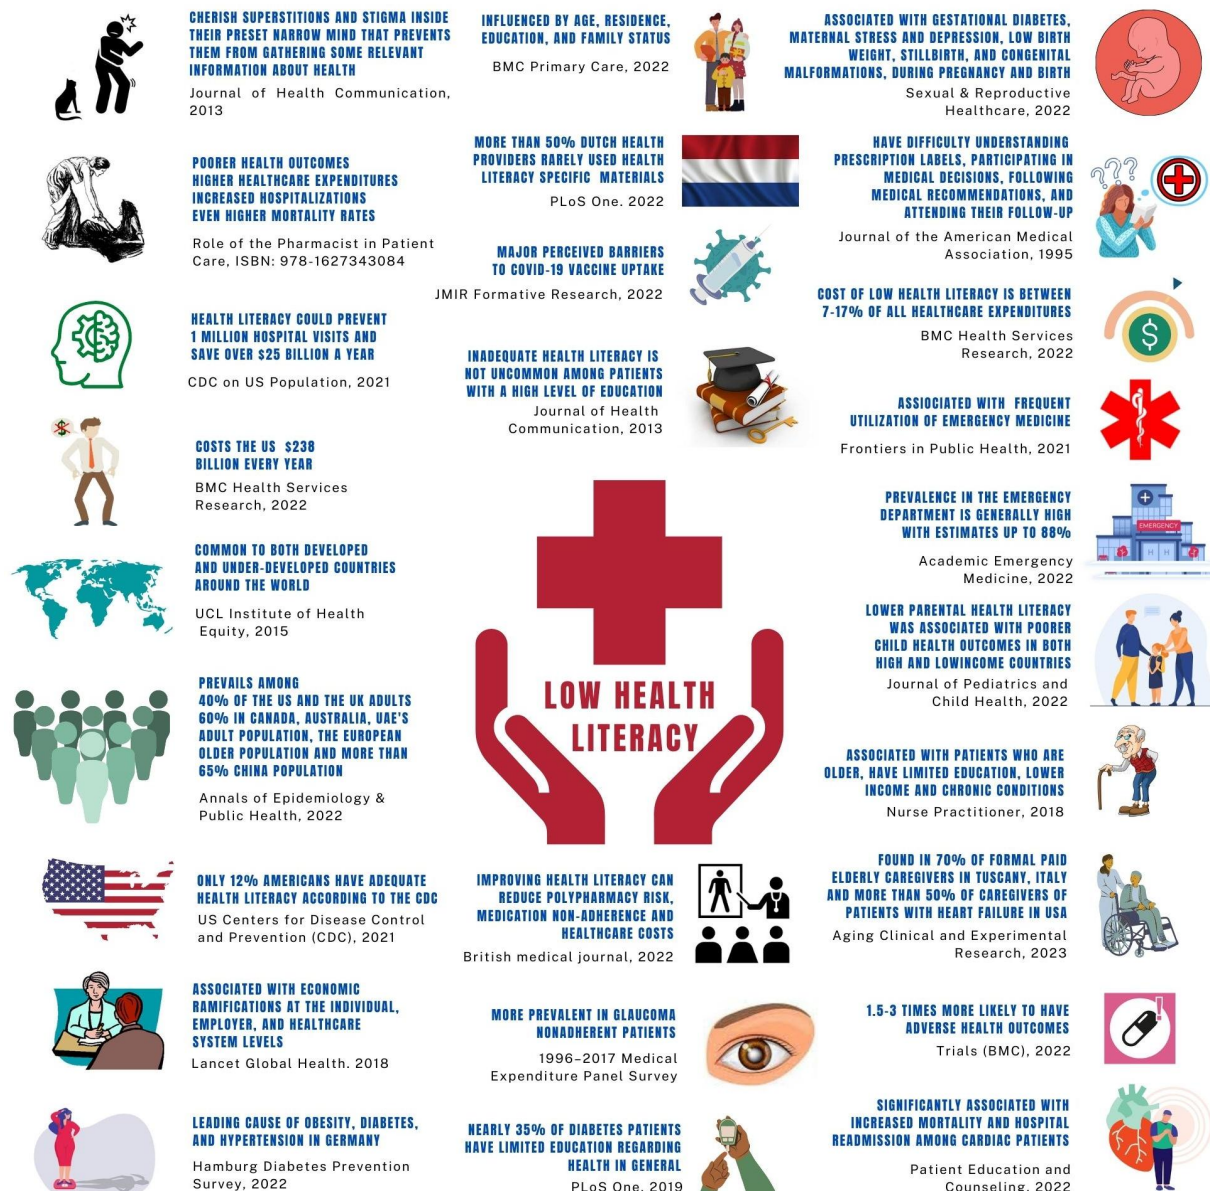 CHERISH SUPERSTITIONS AND STIGMA INSIDE
THEIR PRESET NARROW MIND THAT PREVENTS
THEM FROM GATHERING SOME RELEVANT
INFORMATION ABOUT HEALTH
Journal of Health Communication,
2013
POORER HEALTH OUTCOMES
HIGHER HEALTHCARE EXPENDITURES
INCREASED HOSPITALIZATIONS
EVEN HIGHER MORTALITY RATES
Role of the Pharmacist in Patient
Care, ISBN: 978-1627343084
HEALTH LITERACY COULD PREVENT
1 MILLION HOSPITAL VISITS AND
SAVE OVER $25 BILLION A YEAR
CDC on US Population, 2021
$
COSTS THE US $238
BILLION EVERY YEAR
BMC Health Services
Research, 2022
COMMON TO BOTH DEVELOPED
AND UNDER-DEVELOPED COUNTRIES
AROUND THE WORLD
UCL Institute of Health
Equity, 2015
PREVAILS AMONG
40% OF THE US AND THE UK ADULTS
60% IN CANADA, AUSTRALIA, UAE'S
ADULT POPULATION, THE EUROPEAN
OLDER POPULATION AND MORE THAN
65% CHINA POPULATION
Annals of Epidemiology &
Public Health, 2022
ONLY 12% AMERICANS HAVE ADEQUATE
HEALTH LITERACY ACCORDING TO THE CDC
US Centers for Disease Control
and Prevention (CDC), 2021
ASSOCIATED WITH ECONOMIC
RAMIFICATIONS AT THE INDIVIDUAL,
EMPLOYER, AND HEALTHCARE
SYSTEM LEVELS
Lancet Global Health. 2018
LEADING CAUSE OF OBESITY, DIABETES,
AND HYPERTENSION IN GERMANY
Hamburg Diabetes Prevention
Survey, 2022
INFLUENCED BY AGE, RESIDENCE,
EDUCATION, AND FAMILY STATUS
BMC Primary Care, 2022
MORE THAN 50% DUTCH HEALTH
PROVIDERS RARELY USED HEALTH
LITERACY SPECIFIC MATERIALS
PLoS One. 2022
MAJOR PERCEIVED BARRIERS
TO COVID-19 VACCINE UPTAKE
JMIR Formative Research, 2022
INADEQUATE HEALTH LITERACY IS
NOT UNCOMMON AMONG PATIENTS
WITH A HIGH LEVEL OF EDUCATION
Journal of Health
Communication, 2013
LOW HEALTH
LITERACY
IMPROVING HEALTH LITERACY CAN
REDUCE POLYPHARMACY RISK,
MEDICATION NON-ADHERENCE AND
HEALTHCARE COSTS
British medical journal, 2022
MORE PREVALENT IN GLAUCOMA
NONADHERENT PATIENTS
1996–2017 Medical
Expenditure Panel Survey
NEARLY 35% OF DIABETES PATIENTS
HAVE LIMITED EDUCATION REGARDING
HEALTH IN GENERAL
PLoS One, 2019
ASSOCIATED WITH GESTATIONAL DIABETES,
MATERNAL STRESS AND DEPRESSION, LOW BIRTH
WEIGHT, STILLBIRTH, AND CONGENITAL
MALFORMATIONS, DURING PREGNANCY AND BIRTH
Sexual & Reproductive
Healthcare, 2022
HAVE DIFFICULTY UNDERSTANDING
PRESCRIPTION LABELS, PARTICIPATING IN
MEDICAL DECISIONS, FOLLOWING
MEDICAL RECOMMENDATIONS, AND
ATTENDING THEIR FOLLOW-UP
Journal of the American Medical
Association, 1995
???
COST OF LOW HEALTH LITERACY IS BETWEEN
7-17% OF ALL HEALTHCARE EXPENDITURES
BMC Health Services
Research, 2022
$
ASSIOCIATED WITH FREQUENT
UTILIZATION OF EMERGENCY MEDICINE
Frontiers in Public Health, 2021
PREVALENCE IN THE EMERGENCY
DEPARTMENT IS GENERALLY HIGH
WITH ESTIMATES UP TO 88%
Academic Emergency
Medicine, 2022
EMERGENCY
H H
LOWER PARENTAL HEALTH LITERACY
WAS ASSOCIATED WITH POORER
CHILD HEALTH OUTCOMES IN BOTH
HIGH AND LOWINCOME COUNTRIES
Journal of Pediatrics and
Child Health, 2022
ASSOCIATED WITH PATIENTS WHO ARE
OLDER, HAVE LIMITED EDUCATION, LOWER
INCOME AND CHRONIC CONDITIONS
Nurse Practitioner, 2018
FOUND IN 70% OF FORMAL PAID
ELDERLY CAREGIVERS IN TUSCANY, ITALY
AND MORE THAN 50% OF CAREGIVERS OF
PATIENTS WITH HEART FAILURE IN USA
Aging Clinical and Experimental
Research, 2023
1.5-3 TIMES MORE LIKELY TO HAVE
ADVERSE HEALTH OUTCOMES
Trials (BMC), 2022
!
SIGNIFICANTLY ASSOCIATED WITH
INCREASED MORTALITY AND HOSPITAL
READMISSION AMONG CARDIAC PATIENTS
Patient Education and
Counseling, 2022